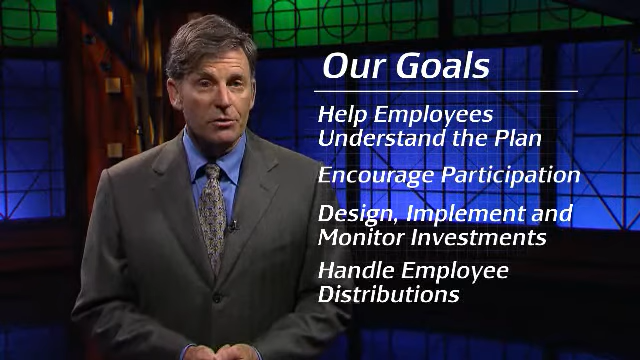 Our Goals
Help Employees
Understand the Plan
Encourage Participation
Design, Implement and
Monitor Investments
Handle Employee
Distributions